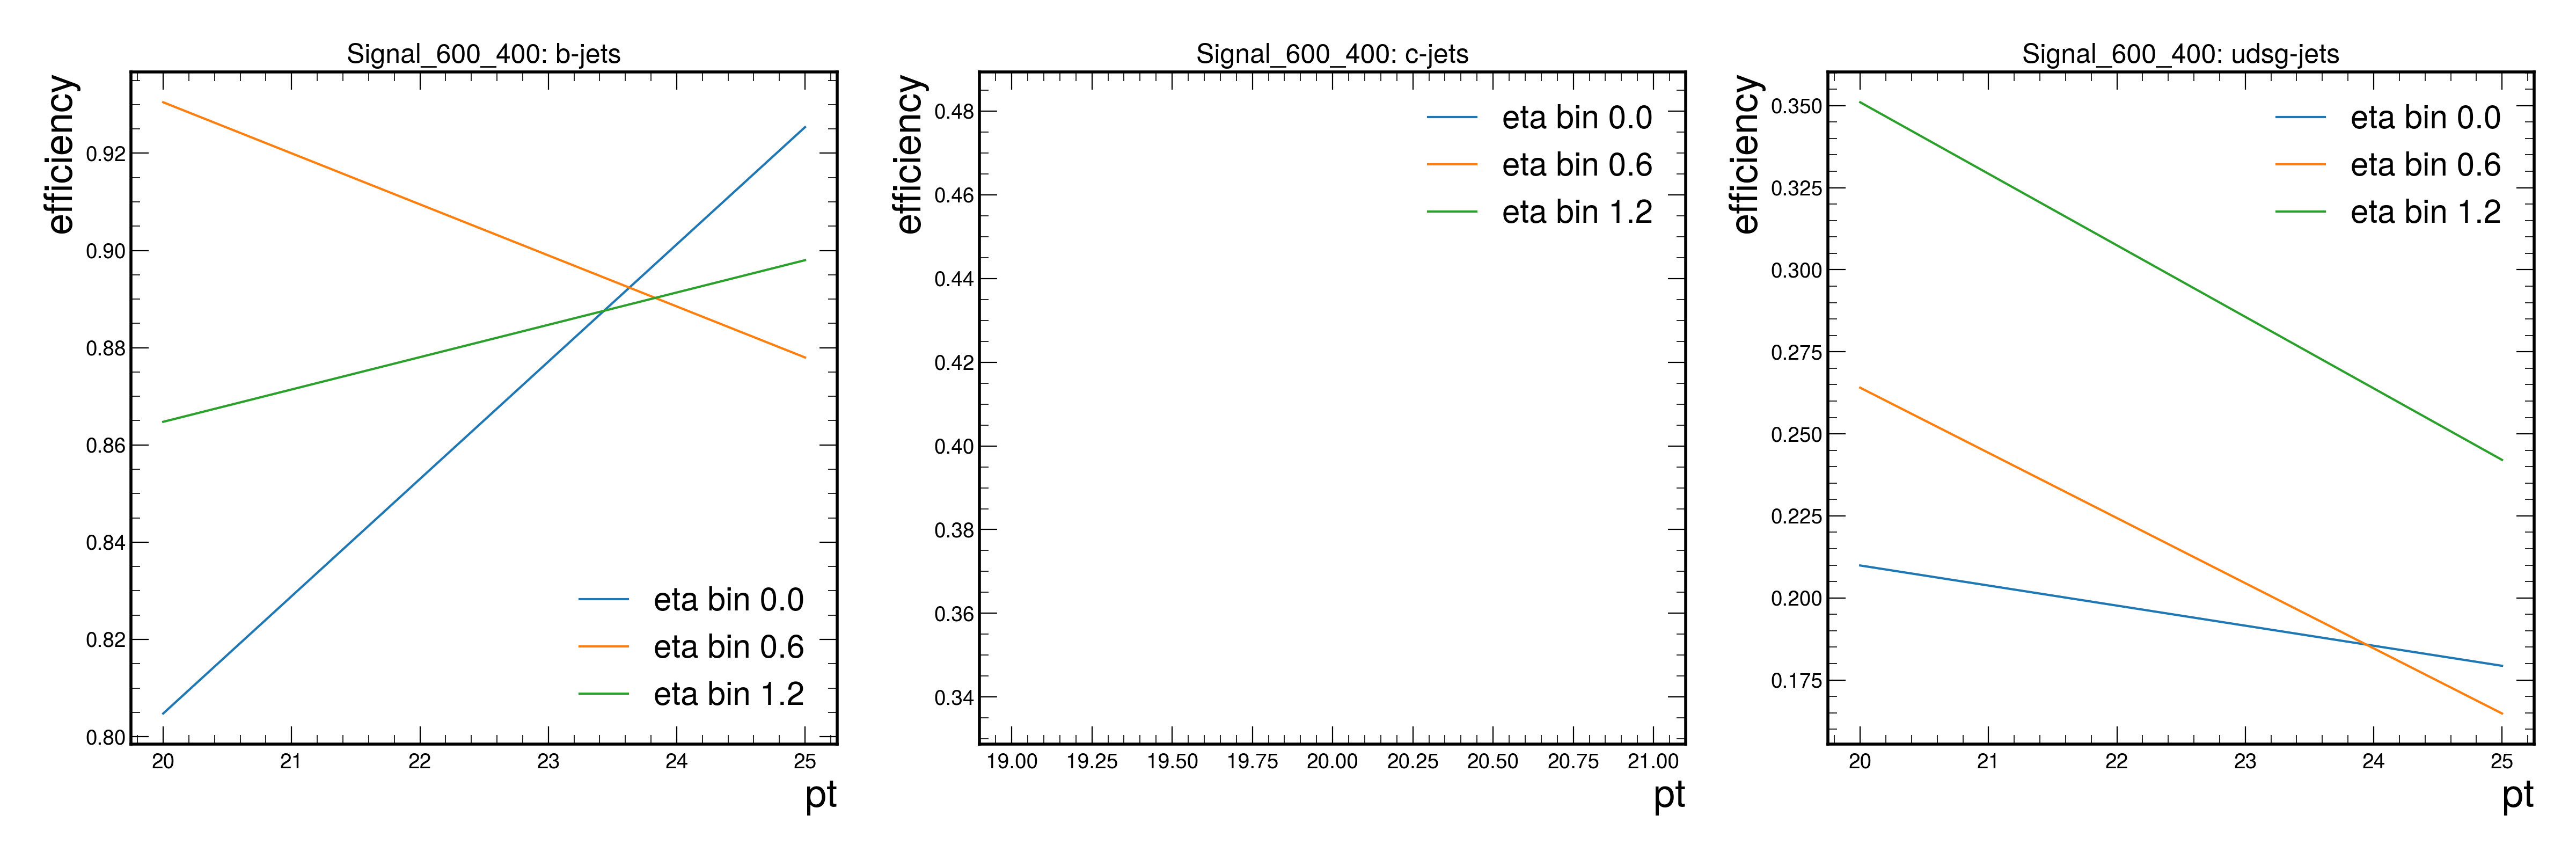 Signal_600_400: b-jets
efficiency
0.92
0.90
0.88
0.86
0.84
0.82
0.80
eta bin 0.0
eta bin 0.6
eta bin 1.2
20 21 22 23 24 25
pt
Signal_600_400: c-jets
efficiency
0.48
0.46
0.44
0.42
0.40
0.38
0.36
0.34
eta bin 0.0
eta bin 0.6
eta bin 1.2
19.00 19.25 19.50 19.75 20.00 20.25 20.50 20.75 21.00
pt
Signal_600_400: udsg-jets
efficiency
0.350
0.325
0.300
0.275
0.250
0.225
0.200
0.175
eta bin 0.0
eta bin 0.6
eta bin 1.2
20 21 22 23 24 25
pt